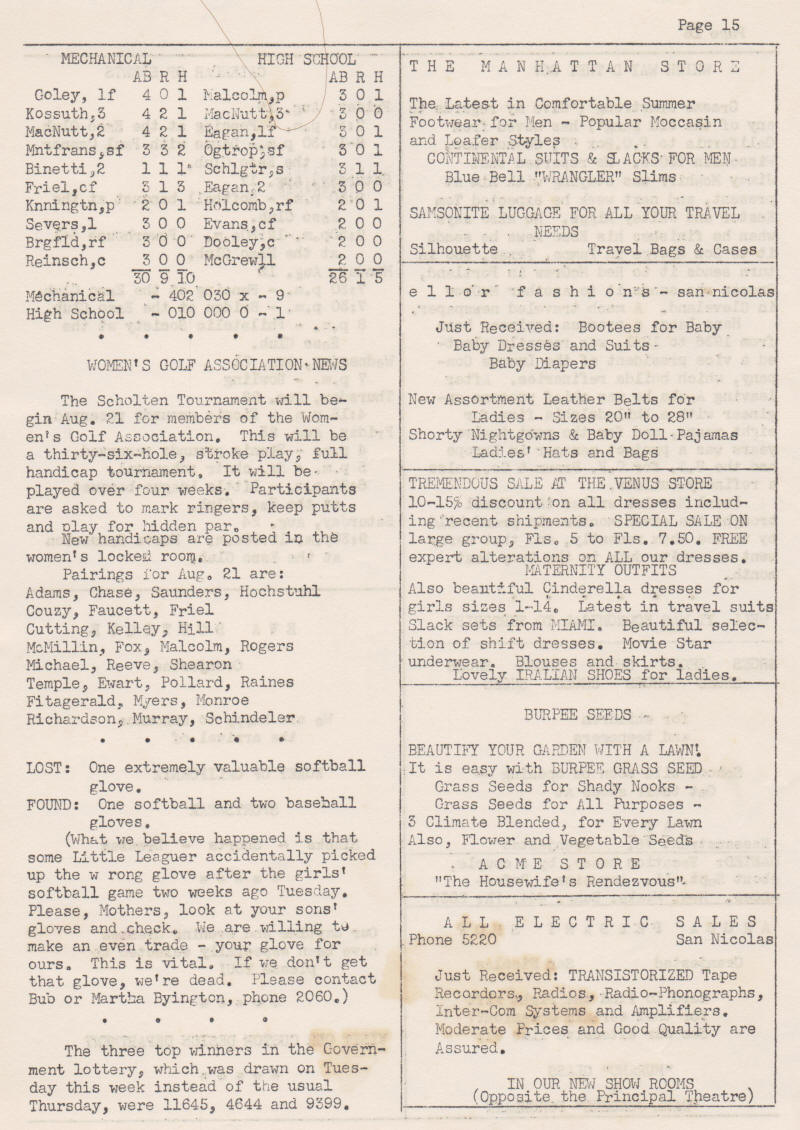 Page 15
MECHANICAL HIGH SCHOOL
AB R H AB R H
Goley, lf 4 0 1 Malcolm,p 3 0 1
Kossuth,3 4 2 1 MacNutt,3 3 0 0
MacNutt,2 4 2 1 Eagan,lf 3 0 1
Mntfrans,sf 3 3 2 Ogtrop,sf 3 0 1
Binetti,2 1 1 1 Schlgtr,s 3 1 1
Friel,cf 3 1 3 Eagan,2 3 0 0
Knningtn,p 2 0 1 Holcomb,rf 2 0 1
Severs,l 3 0 0 Evans,cf 2 0 0
Brgfld,rf 3 0 0 Dooley,c 2 0 0
Reinsch,c 3 0 0 McGrewll 2 0 0
30 9 10 26 1 5
Mechanical - 402 030 x - 9
High School - 010 000 0 - 1
* * * * *
WOMEN'S GOLF ASSOCIATION NEWS
The Scholten Tournament will be-
gin Aug. 21 for members of the Wom-
en's Golf Association. This will be
a thirty-six-hole, stroke play, full
handicap tournament. It will be
played over four weeks. Participants
are asked to mark ringers, keep putts
and play for hidden par.
New handicaps are posted in the
women's locked room.
Pairings for Aug. 21 are:
Adams, Chase, Saunders, Hochstuhl
Couzy, Faucett, Friel
Cutting, Kelley, Hill
McMillin, Fox, Malcolm, Rogers
Michael, Reeve, Shearon
Temple, Ewart, Pollard, Raines
Fitagerald, Myers, Monroe
Richardson, Murray, Schindeler
* * * * *
LOST: One extremely valuable softball
glove.
FOUND: One softball and two baseball
gloves.
(What we believe happened is that
some Little Leaguer accidentally picked
up the w rong glove after the girls'
softball game two weeks ago Tuesday.
Please, Mothers, look at your sons'
gloves and check. We are willing to
make an even trade - your glove for
ours. This is vital. If we don't get
that glove, we're dead. Please contact
Bub or Martha Byington, phone 2060.)
* * * *
The three top winners in the Govern-
ment lottery, which was drawn on Tues-
day this week instead of the usual
Thursday, were 11645, 4644 and 9399.
THE MANHATTAN STORE
The Latest in Comfortable Summer
Footwear for Men - Popular Moccasin
and Loafer Styles
CONTINENTAL SUITS & SLACKS FOR MEN
Blue Bell "WRANGLER" Slims
SAMSONITE LUGGAGE FOR ALL YOUR TRAVEL
NEEDS
Silhouette Travel Bags & Cases
ellor fashions - san nicolas
Just Received: Bootees for Baby
Baby Dresses and Suits
Baby Diapers
New Assortment Leather Belts for
Ladies - Sizes 20" to 28"
Shorty Nightgowns & Baby Doll Pajamas
Ladies' Hats and Bags
TREMENDOUS SALE AT THE VENUS STORE
10-15% discount on all dresses includ-
ing recent shipments. SPECIAL SALE ON
large group, Fls. 5 to Fls. 7.50. FREE
expert alterations on ALL our dresses.
MATERNITY OUTFITS
Also beautiful Cinderella dresses for
girls sizes 1-14. Latest in travel suits
Slack sets from MIAMI. Beautiful selec-
tion of shift dresses. Movie Star
underwear. Blouses and skirts.
Lovely IRALIAN SHOES for ladies.
BURPEE SEEDS
BEAUTIFY YOUR GARDEN WITH A LAWN!
It is easy with BURPEE GRASS SEED
Grass Seeds for Shady Nooks -
Grass Seeds for All Purposes -
3 Climate Blended, for Every Lawn
Also, Flower and Vegetable Seeds
ACME STORE
"The Housewife's Rendezvous"
ALL ELECTRIC SALES
Phone 5220 San Nicolas
Just Received: TRANSISTORIZED Tape
Recorders, Radios, Radio-Phonographs,
Inter-Com Systems and Amplifiers.
Moderate Prices and Good Quality are
Assured.
IN OUR NEW SHOW ROOMS
(Opposite the Principal Theatre)